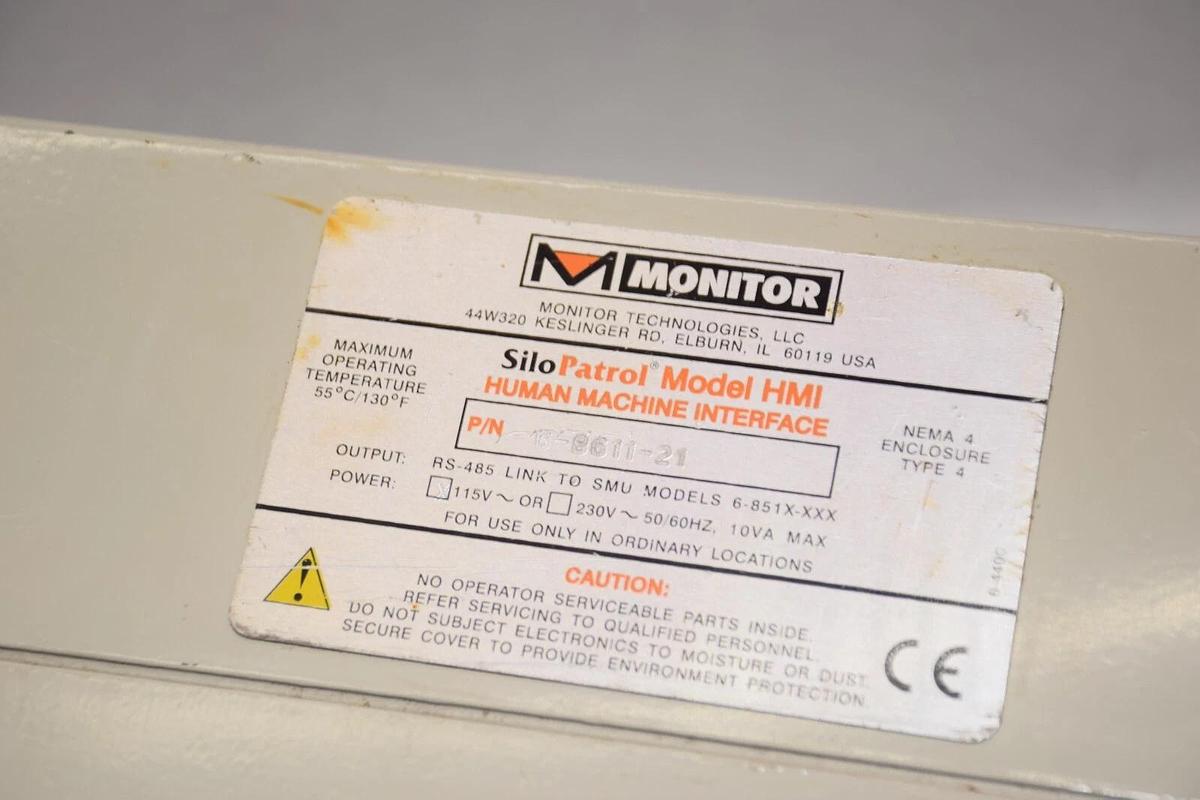 MONITOR
MONITOR TECHNOLOGIES, LLC
44W320 KESLINGER RD, ELBURN, IL 60119 USA
MAXIMUM
OPERATING
TEMPERATURE
55°C/130°F
SiloPatrol® Model HMI
HUMAN MACHINE INTERFACE
P/N
NEMA 4
ENCLOSURE
TYPE 4
OUTPUT: RS-485 LINK TO SMU MODELS 6-851X-XXX
POWER: X 115V~ OR 230V~ 50/60HZ, 10VA MAX
FOR USE ONLY IN ORDINARY LOCATIONS
CAUTION:
NO OPERATOR SERVICEABLE PARTS INSIDE.
REFER SERVICING TO QUALIFIED PERSONNEL.
DO NOT SUBJECT ELECTRONICS TO MOISTURE OR DUST.
SECURE COVER TO PROVIDE ENVIRONMENT PROTECTION.
CE